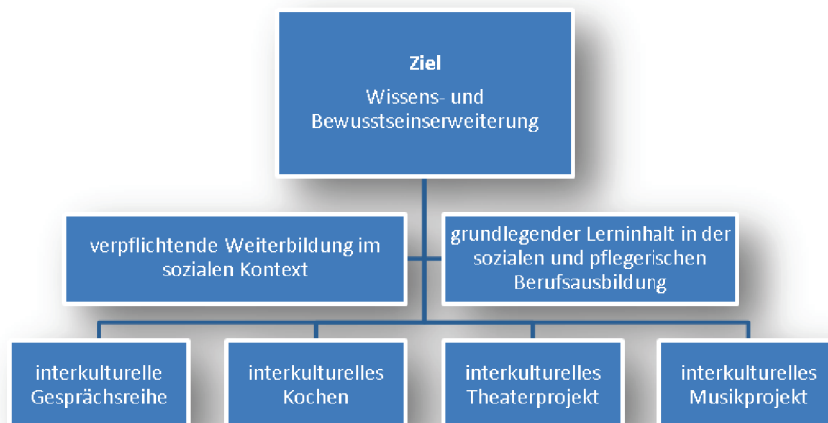 Ziel
Wissens- und
Bewusstseinserweiterung
verpflichtende Weiterbildung im
sozialen Kontext
grundlegender Lerninhalt in der
sozialen und pflegerischen
Berufsausbildung
interkulturelle
Gesprächsreihe
interkulturelles
Kochen
interkulturelles
Theaterprojekt
interkulturelles
Musikprojekt